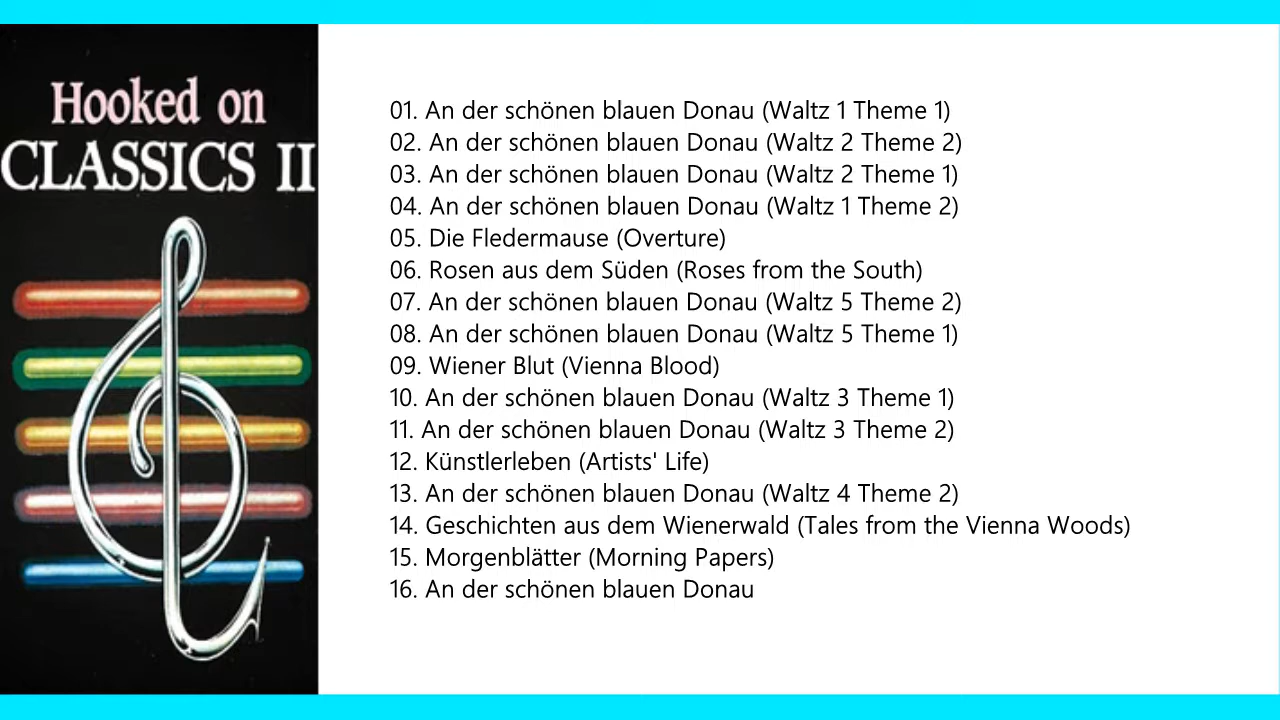 Hooked on
CLASSICS II
01. An der schönen blauen Donau (Waltz 1 Theme 1)
02. An der schönen blauen Donau (Waltz 2 Theme 2)
03. An der schönen blauen Donau (Waltz 2 Theme 1)
04. An der schönen blauen Donau (Waltz 1 Theme 2)
05. Die Fledermause (Overture)
06. Rosen aus dem Süden (Roses from the South)
07. An der schönen blauen Donau (Waltz 5 Theme 2)
08. An der schönen blauen Donau (Waltz 5 Theme 1)
09. Wiener Blut (Vienna Blood)
10. An der schönen blauen Donau (Waltz 3 Theme 1)
11. An der schönen blauen Donau (Waltz 3 Theme 2)
12. Künstlerleben (Artists' Life)
13. An der schönen blauen Donau (Waltz 4 Theme 2)
14. Geschichten aus dem Wienerwald (Tales from the Vienna Woods)
15. Morgenblätter (Morning Papers)
16. An der schönen blauen Donau